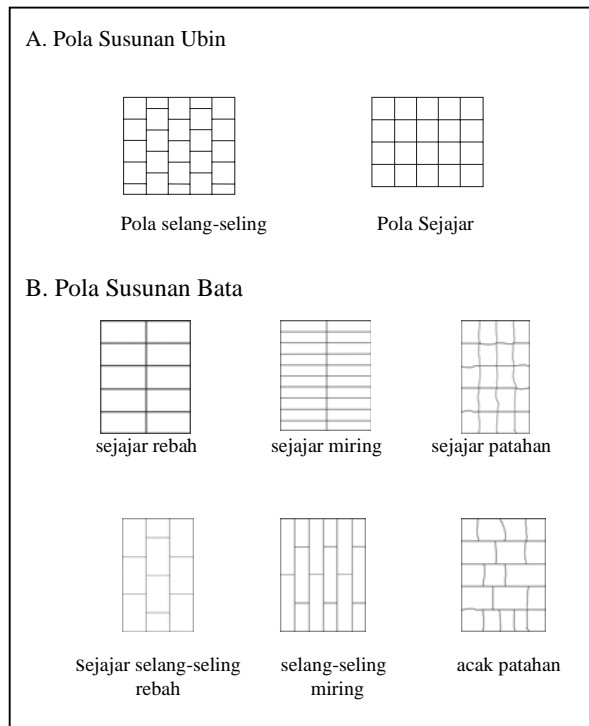 A. Pola Susunan Ubin
Pola selang-seling
Pola Sejajar
B. Pola Susunan Bata
sejajar rebah
sejajar miring
sejajar patahan
Sejajar selang-seling
rebah
selang-seling
miring
acak patahan